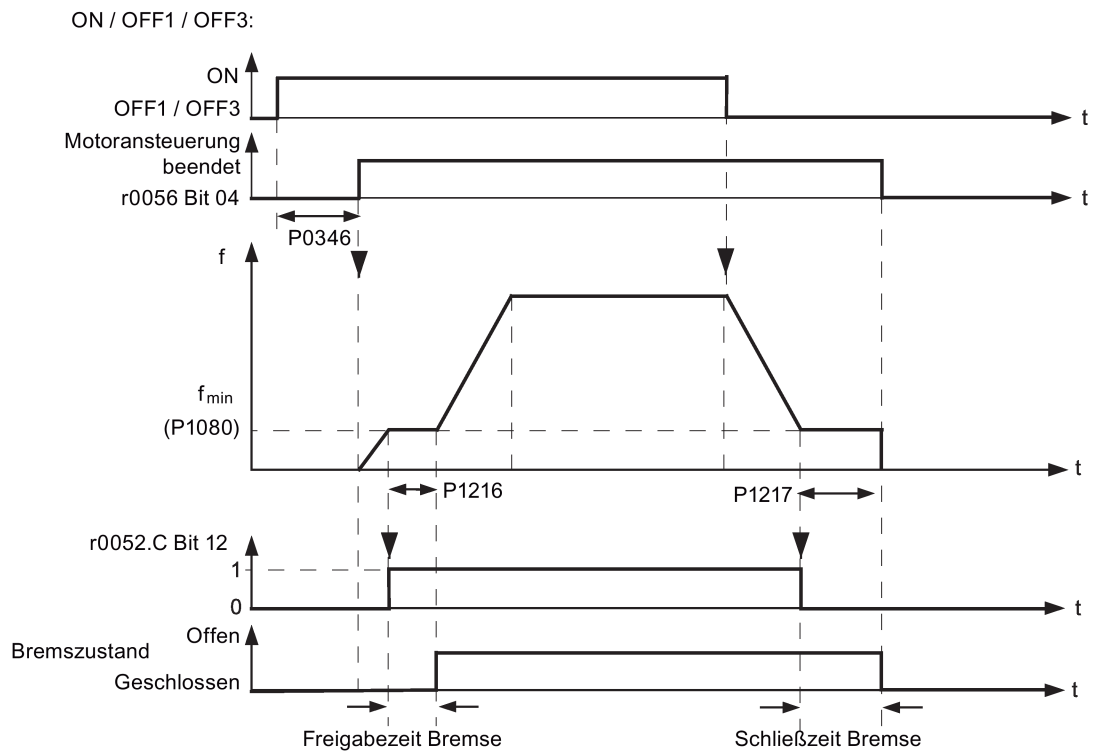 ON / OFF1 / OFF3:
ON
OFF1 / OFF3
t
Motoransteuerung
beendet
r0056 Bit 04
t
P0346
f
fmin
(P1080)
t
P1216
P1217
r0052.C Bit 12
1
0
t
Offen
Bremszustand
Geschlossen
t
Freigabezeit Bremse
Schließzeit Bremse